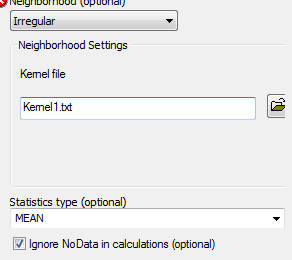 Neighborhood (optional)
Irregular
Neighborhood Settings
Kernel file
Kernel1.txt
Statistics type (optional)
MEAN
Ignore NoData in calculations (optional)